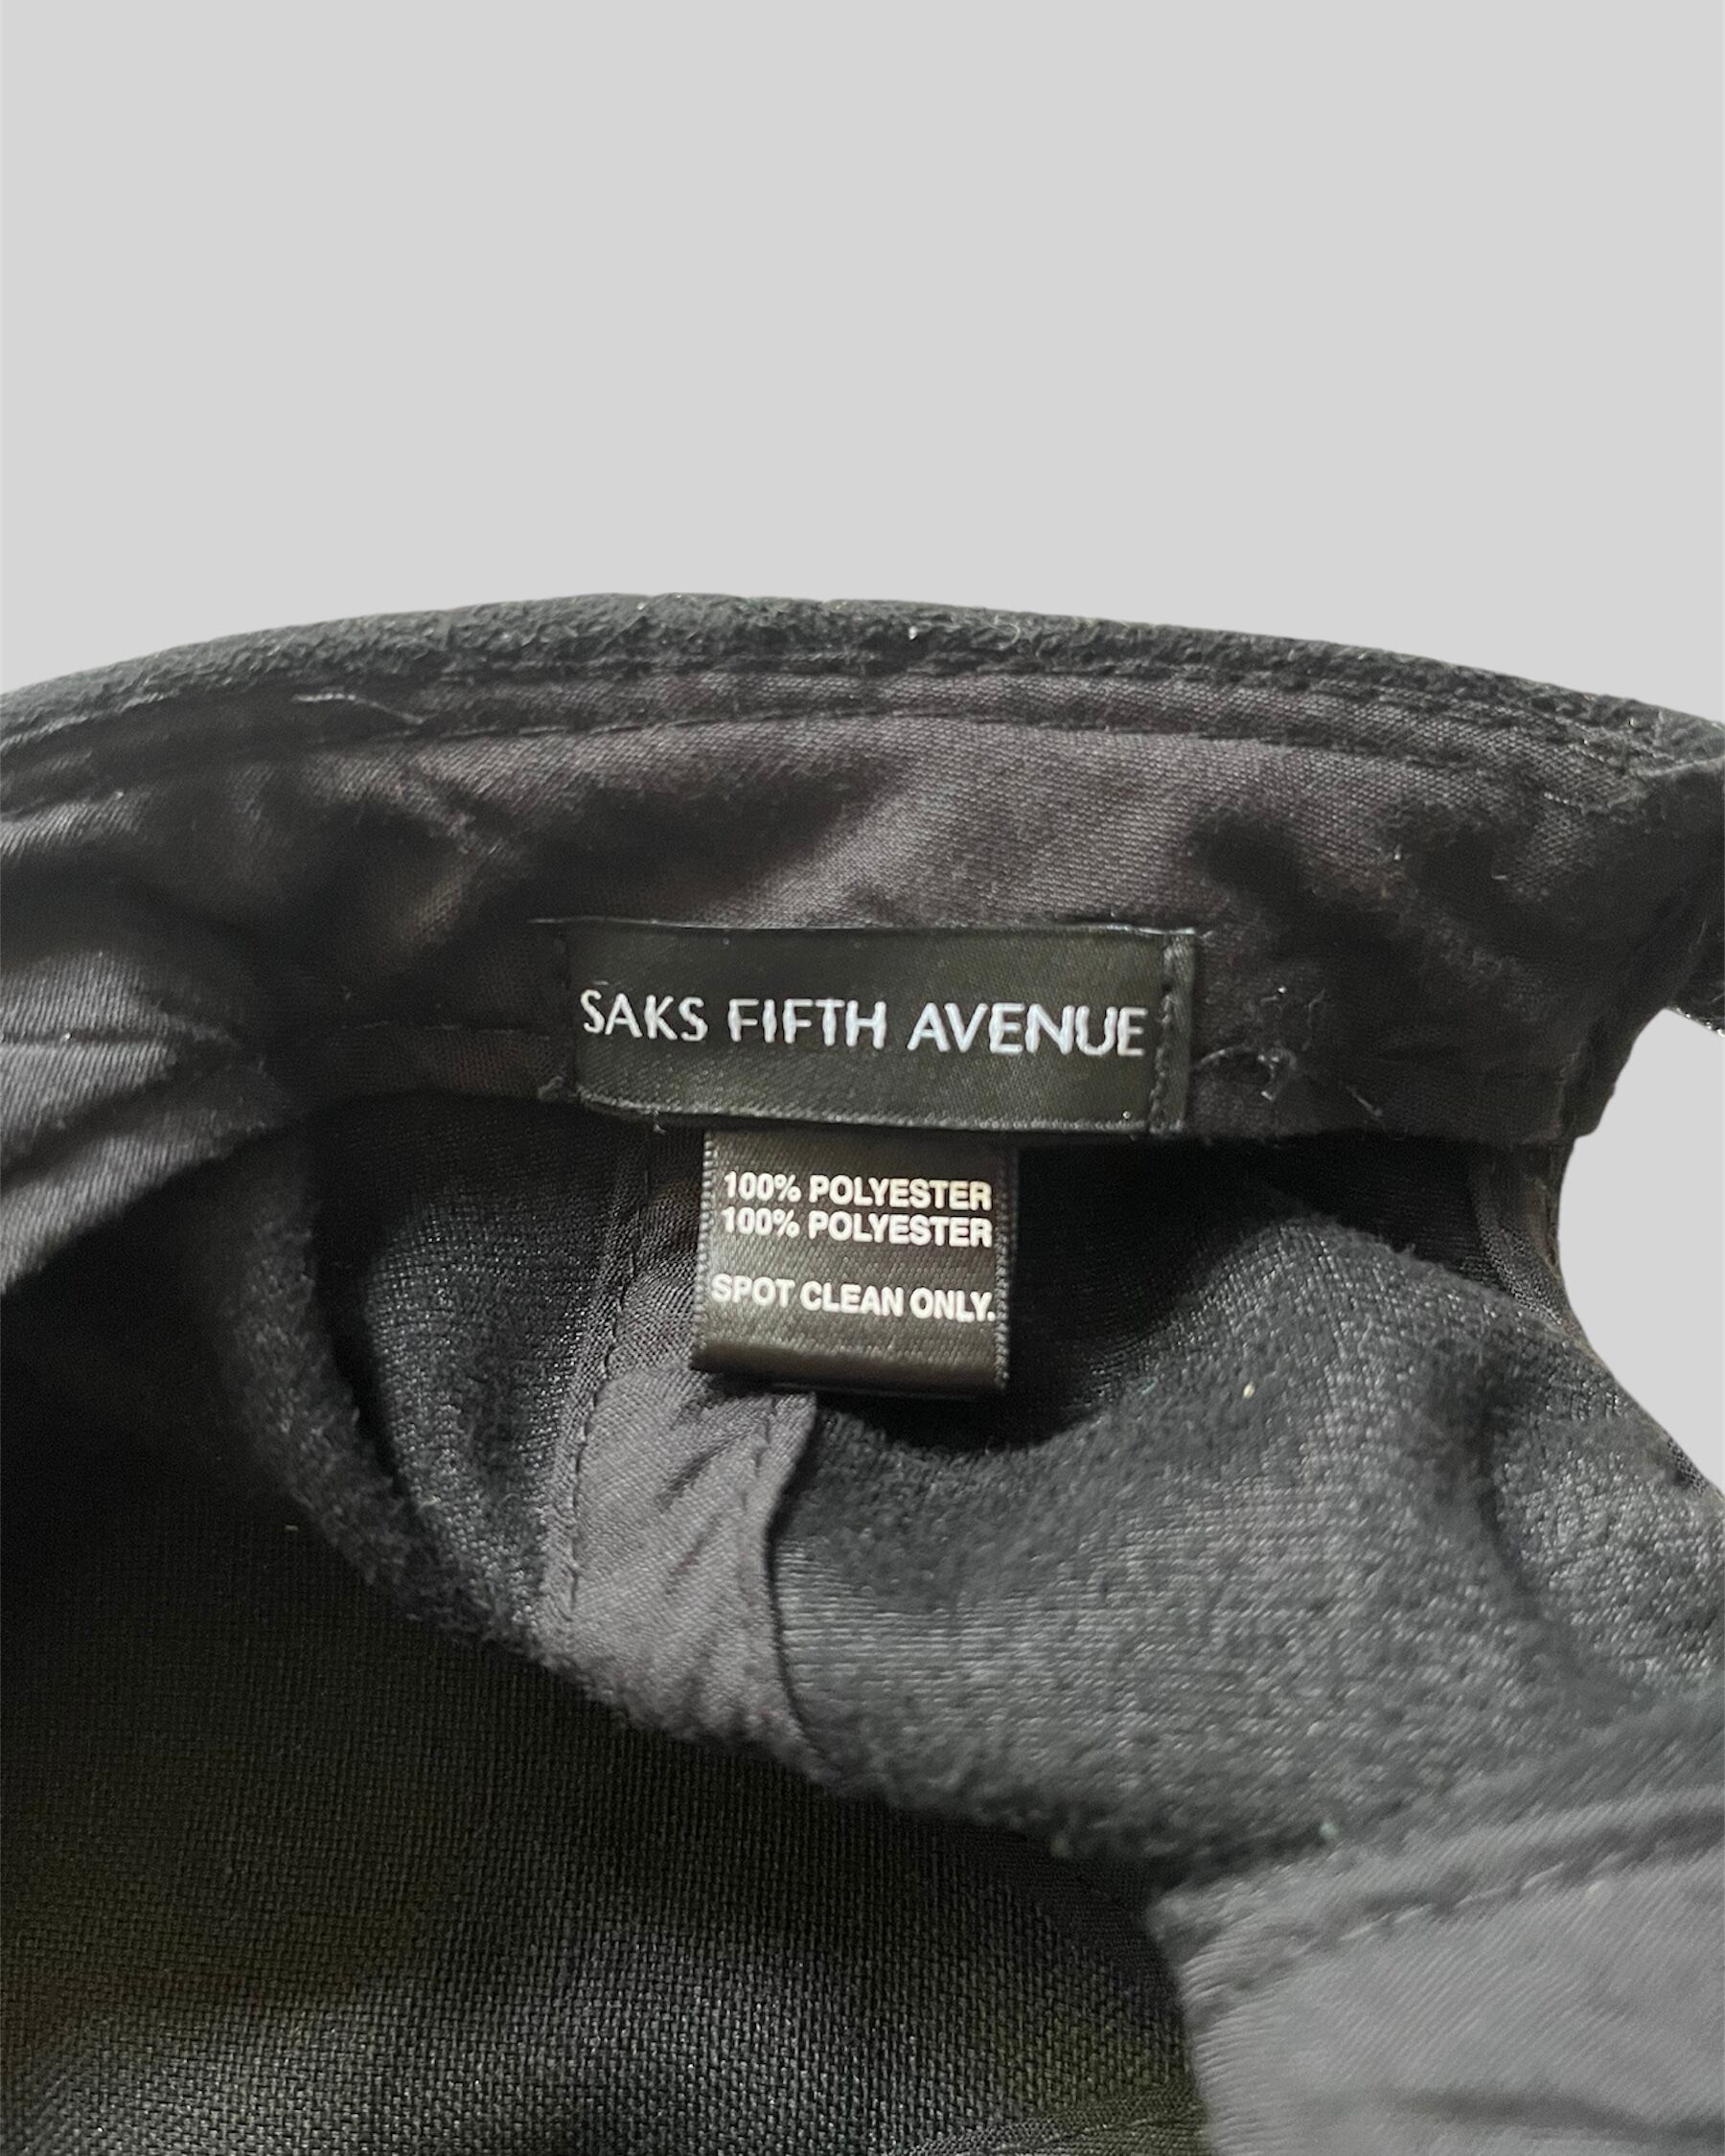 SAKS FIFTH AVENUE
100% POLYESTER
100% POLYESTER
SPOT CLEAN ONLY.